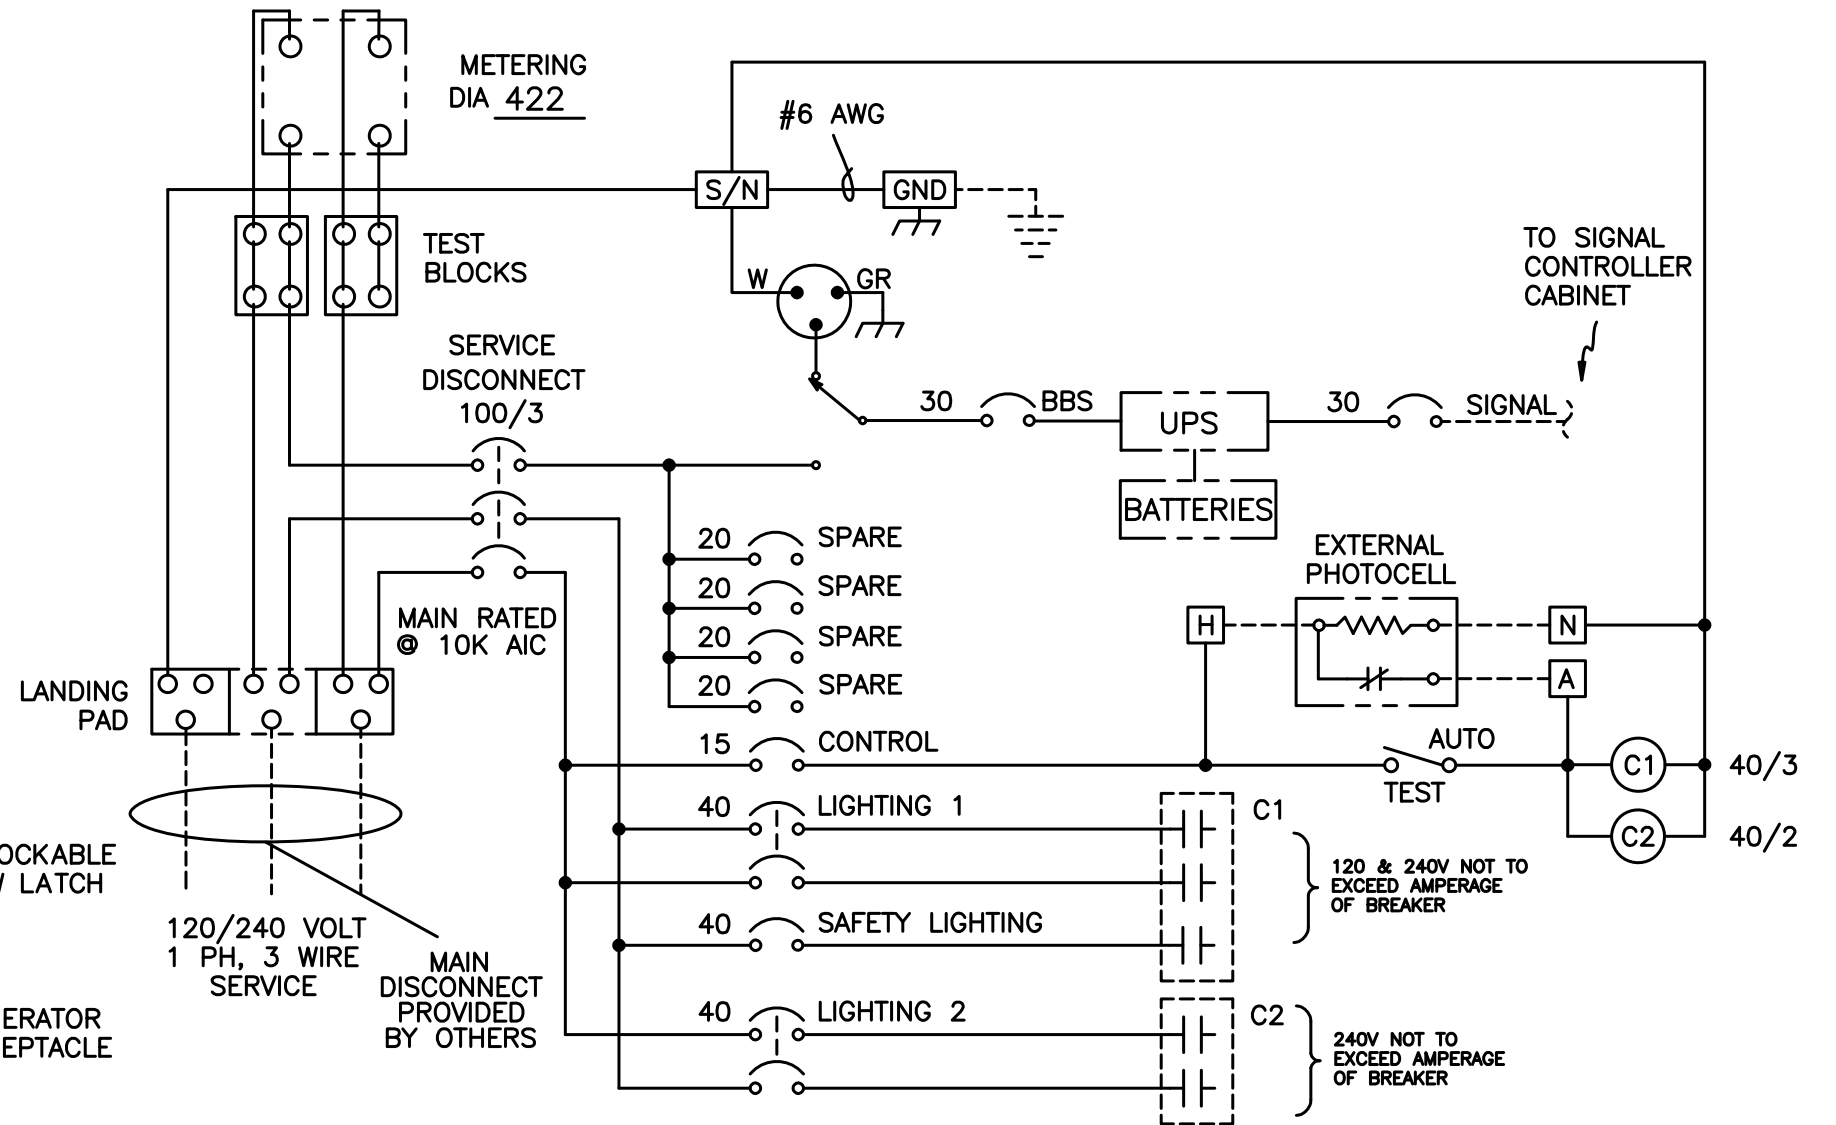 METERING
DIA 422
#6 AWG
S/N
GND
TEST
BLOCKS
W
GR
TO SIGNAL
CONTROLLER
CABINET
SERVICE
DISCONNECT
100/3
30
BBS
UPS
30
SIGNAL
BATTERIES
20 SPARE
20 SPARE
20 SPARE
20 SPARE
MAIN RATED
@ 10K AIC
EXTERNAL
PHOTOCELL
H
N
A
LANDING
PAD
15 CONTROL
AUTO
TEST
C1
40/3
C2
40/2
40 LIGHTING 1
C1
120 & 240V NOT TO
EXCEED AMPERAGE
OF BREAKER
40 SAFETY LIGHTING
40 LIGHTING 2
C2
240V NOT TO
EXCEED AMPERAGE
OF BREAKER
OCKABLE
/ LATCH
120/240 VOLT
1 PH, 3 WIRE
SERVICE
MAIN
DISCONNECT
PROVIDED
BY OTHERS
ERATOR
EPTACLE